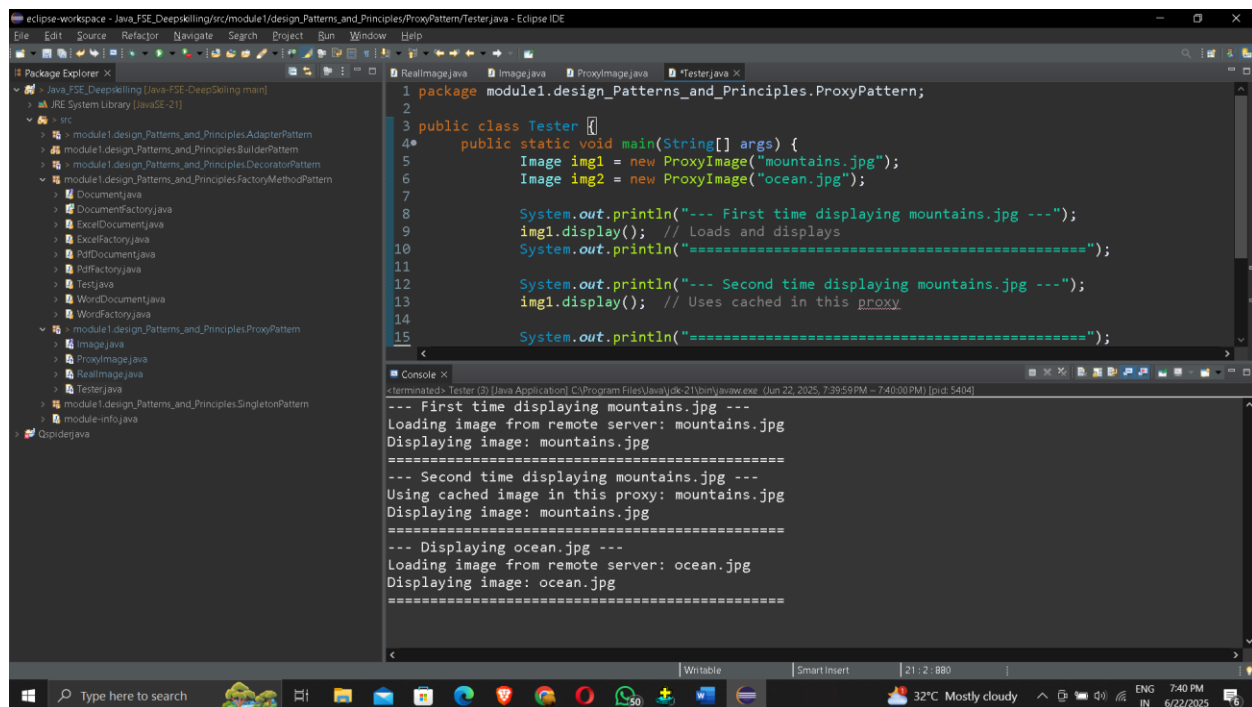 eclipse-workspace - Java_FSE_Deepskilling/src/module1/design_Patterns_and_Principles/ProxyPattern/Tester.java - Eclipse IDE
File Edit Source Refactor Navigate Search Project Run Window Help
Package Explorer
Java_FSE_Deepskilling [Java-FSE-DeepSkiling main]
JRE System Library [JavaSE-21]
src
module1.design_Patterns_and_Principles.AdapterPattern
module1.design_Patterns_and_Principles.BuilderPattern
module1.design_Patterns_and_Principles.DecoratorPattern
module1.design_Patterns_and_Principles.FactoryMethodPattern
Document.java
DocumentFactory.java
ExcelDocument.java
ExcelFactory.java
PdfDocument.java
PdfFactory.java
Test.java
WordDocument.java
WordFactory.java
module1.design_Patterns_and_Principles.ProxyPattern
Image.java
ProxyImage.java
RealImage.java
Tester.java
module1.design_Patterns_and_Principles.SingletonPattern
module-info.java
Qspiderjava
RealImage.java Image.java ProxyImage.java *Tester.java
1 package module1.design_Patterns_and_Principles.ProxyPattern;
2
3 public class Tester {
4 public static void main(String[] args) {
5 Image img1 = new ProxyImage("mountains.jpg");
6 Image img2 = new ProxyImage("ocean.jpg");
7
8 System.out.println("--- First time displaying mountains.jpg ---");
9 img1.display(); // Loads and displays
10 System.out.println("===============================================");
11
12 System.out.println("--- Second time displaying mountains.jpg ---");
13 img1.display(); // Uses cached in this proxy
14
15 System.out.println("===============================================");
Console
<terminated> Tester (3) [Java Application] C:\Program Files\Java\jdk-21\bin\javaw.exe (Jun 22, 2025, 7:39:59 PM – 7:40:00 PM) [pid: 5404]
--- First time displaying mountains.jpg ---
Loading image from remote server: mountains.jpg
Displaying image: mountains.jpg
===============================================
--- Second time displaying mountains.jpg ---
Using cached image in this proxy: mountains.jpg
Displaying image: mountains.jpg
===============================================
--- Displaying ocean.jpg ---
Loading image from remote server: ocean.jpg
Displaying image: ocean.jpg
===============================================
Writable Smart Insert 21 : 2 : 880
Type here to search
50
32°C Mostly cloudy
ENG
IN
7:40 PM
6/22/2025
6